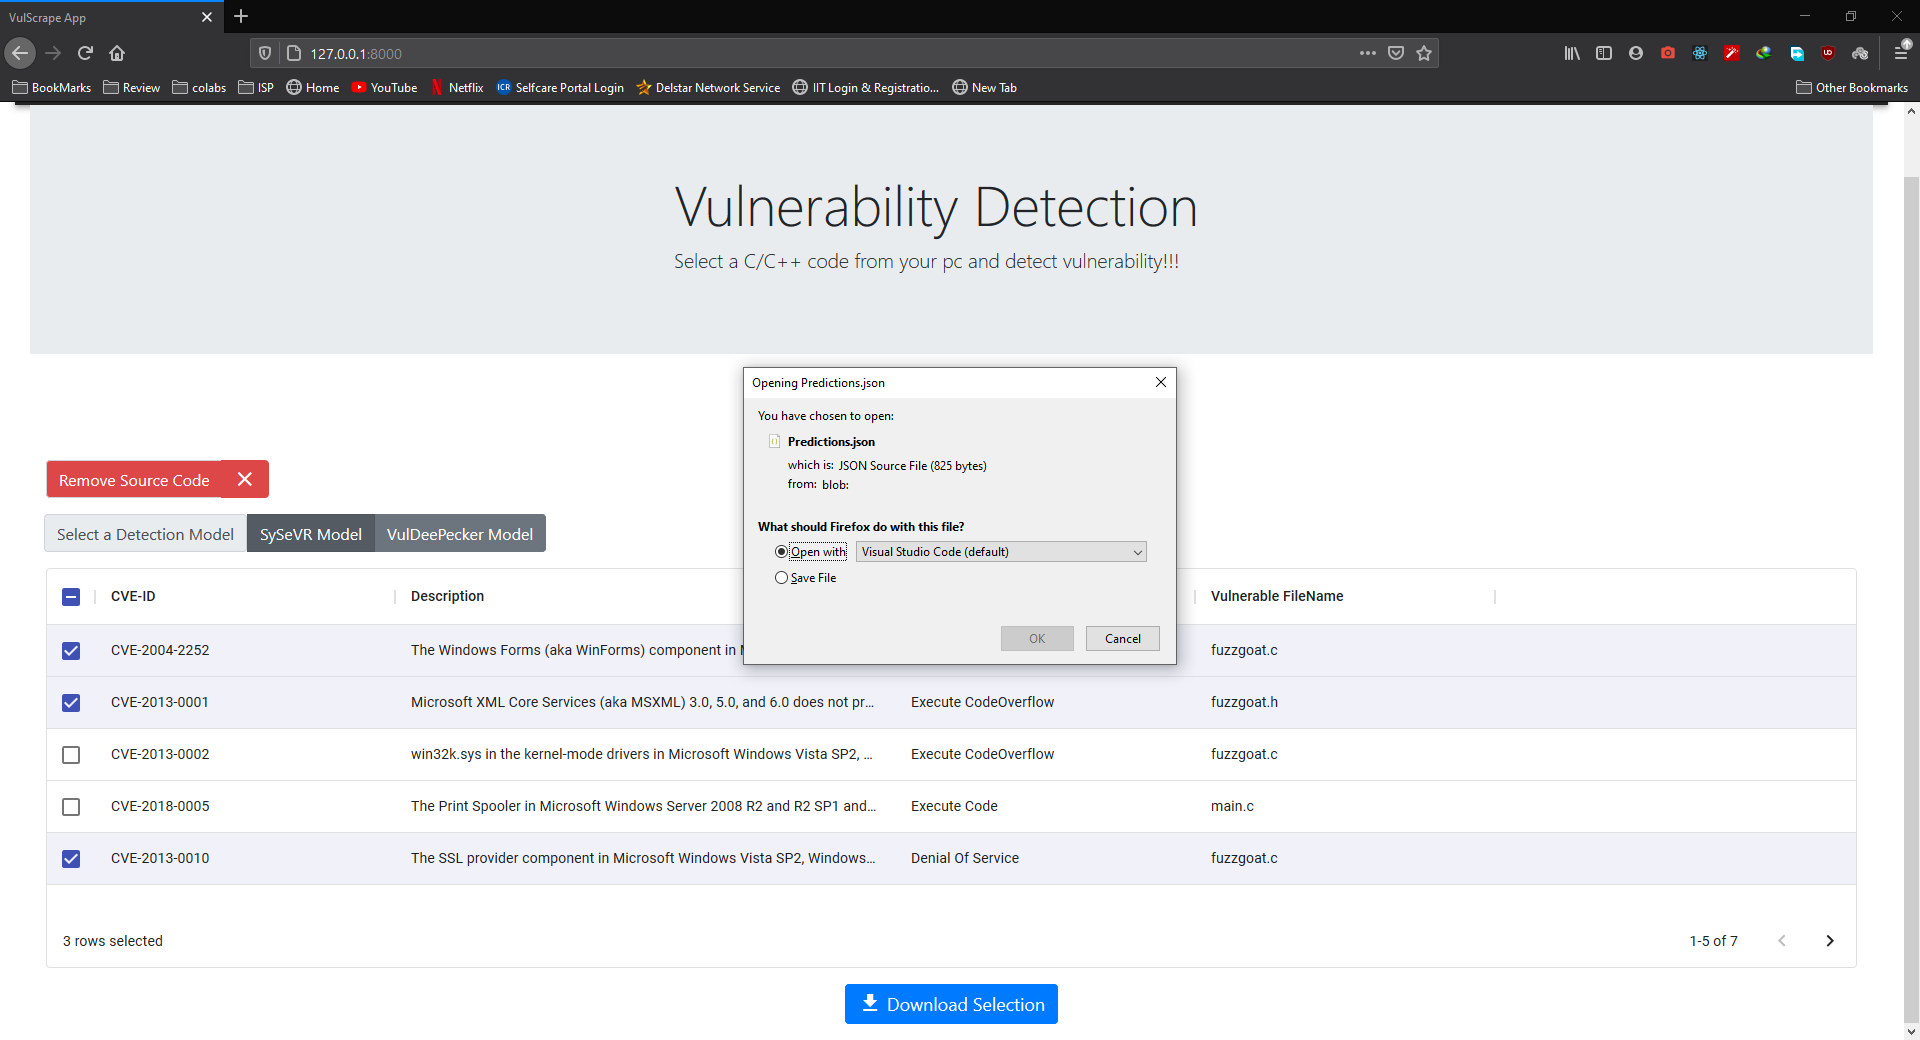 VulScrape App
127.0.0.1:8000
BookMarks Review colabs ISP Home YouTube Netflix ICR Selfcare Portal Login Delstar Network Service IIT Login & Registratio... New Tab Other Bookmarks
Vulnerability Detection
Select a C/C++ code from your pc and detect vulnerability!!!
Opening Predictions.json
You have chosen to open:
Predictions.json
which is: JSON Source File (825 bytes)
from: blob:
What should Firefox do with this file?
Open with Visual Studio Code (default)
Save File
OK Cancel
Remove Source Code
Select a Detection Model SySeVR Model VulDeePecker Model
CVE-ID Description Vulnerable FileName
CVE-2004-2252 The Windows Forms (aka WinForms) component in fuzzgoat.c
CVE-2013-0001 Microsoft XML Core Services (aka MSXML) 3.0, 5.0, and 6.0 does not pr... Execute CodeOverflow fuzzgoat.h
CVE-2013-0002 win32k.sys in the kernel-mode drivers in Microsoft Windows Vista SP2, ... Execute CodeOverflow fuzzgoat.c
CVE-2018-0005 The Print Spooler in Microsoft Windows Server 2008 R2 and R2 SP1 and... Execute Code main.c
CVE-2013-0010 The SSL provider component in Microsoft Windows Vista SP2, Windows... Denial Of Service fuzzgoat.c
3 rows selected 1-5 of 7
Download Selection